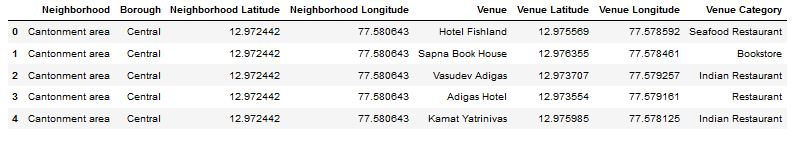 Neighborhood Borough Neighborhood Latitude Neighborhood Longitude Venue Venue Latitude Venue Longitude Venue Category
0 Cantonment area Central 12.972442 77.580643 Hotel Fishland 12.975569 77.578592 Seafood Restaurant
1 Cantonment area Central 12.972442 77.580643 Sapna Book House 12.976355 77.578461 Bookstore
2 Cantonment area Central 12.972442 77.580643 Vasudev Adigas 12.973707 77.579257 Indian Restaurant
3 Cantonment area Central 12.972442 77.580643 Adigas Hotel 12.973554 77.579161 Restaurant
4 Cantonment area Central 12.972442 77.580643 Kamat Yatrinivas 12.975985 77.578125 Indian Restaurant